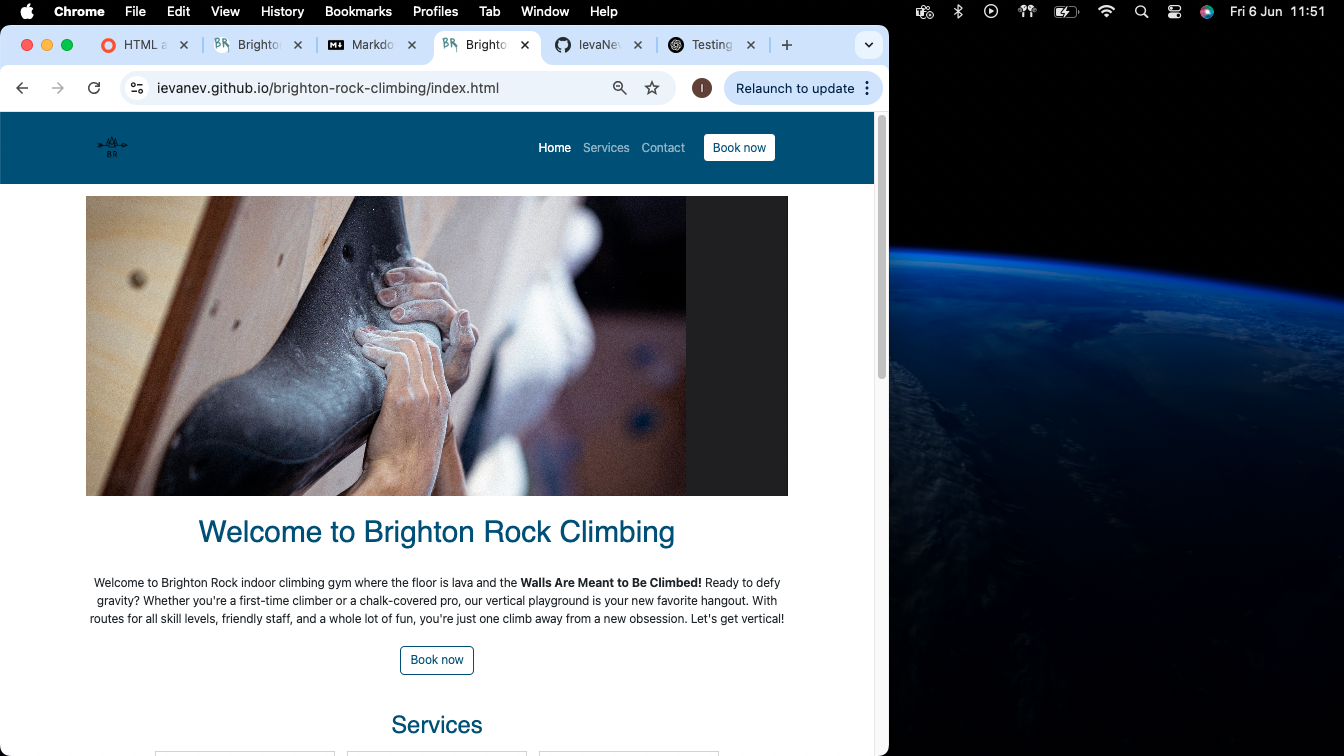 Chrome File Edit View History Bookmarks Profiles Tab Window Help Fri 6 Jun 11:51
HTML a Brighto Markdo Brighto IevaNev Testing
ievanev.github.io/brighton-rock-climbing/index.html I Relaunch to update
BR Home Services Contact Book now
Welcome to Brighton Rock Climbing
Welcome to Brighton Rock indoor climbing gym where the floor is lava and the Walls Are Meant to Be Climbed! Ready to defy
gravity? Whether you're a first-time climber or a chalk-covered pro, our vertical playground is your new favorite hangout. With
routes for all skill levels, friendly staff, and a whole lot of fun, you're just one climb away from a new obsession. Let's get vertical!
Book now
Services